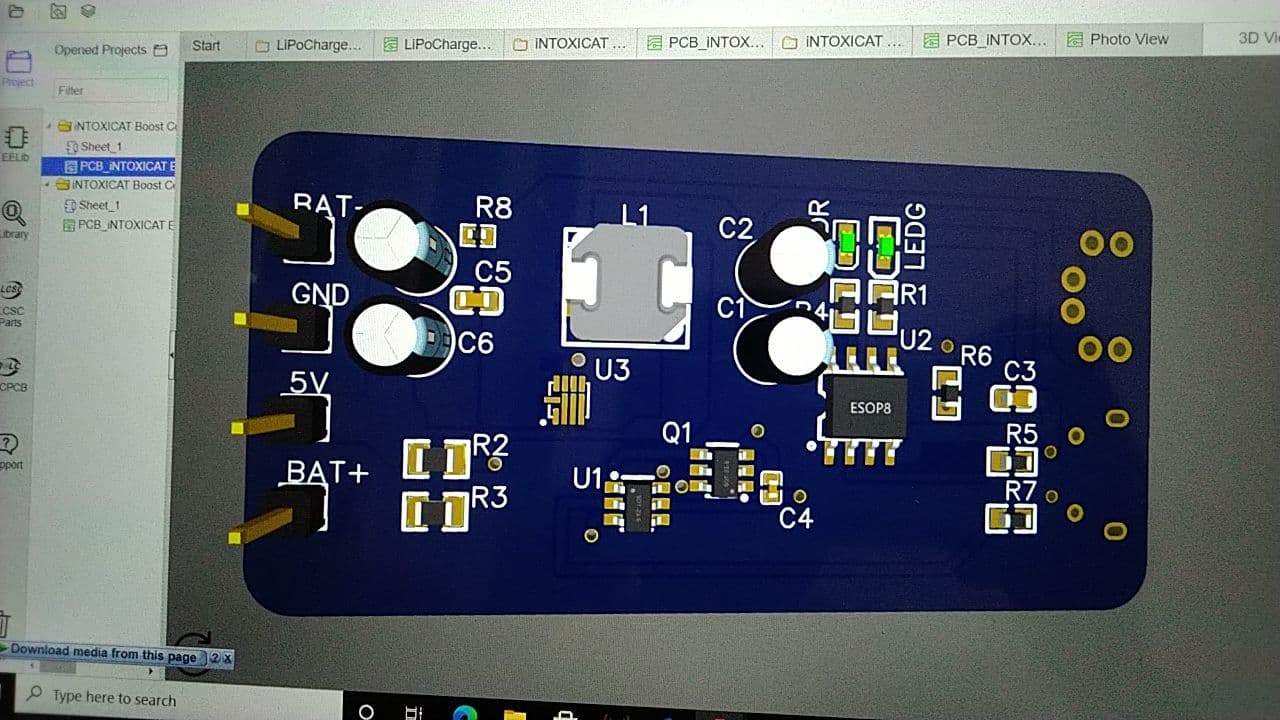 Start
LiPoCharge...
LiPoCharge...
iNTOXICAT ...
PCB_iNTOX...
iNTOXICAT ...
PCB_iNTOX...
Photo View
3D Vi
Opened Projects
Project
Filter
iNTOXICAT Boost C
Sheet_1
PCB_iNTOXICAT E
iNTOXICAT Boost C
Sheet_1
PCB_iNTOXICAT E
EELib
ibrary
LCSC
LCSC
Parts
CPCB
pport
BAT-
GND
5V
BAT+
R8
C5
C6
R2
R3
L1
U3
U1
Q1
C4
C2
C1
R
LEDG
R4
R1
U2
ESOP8
R6
C3
R5
R7
Download media from this page ? X
Type here to search